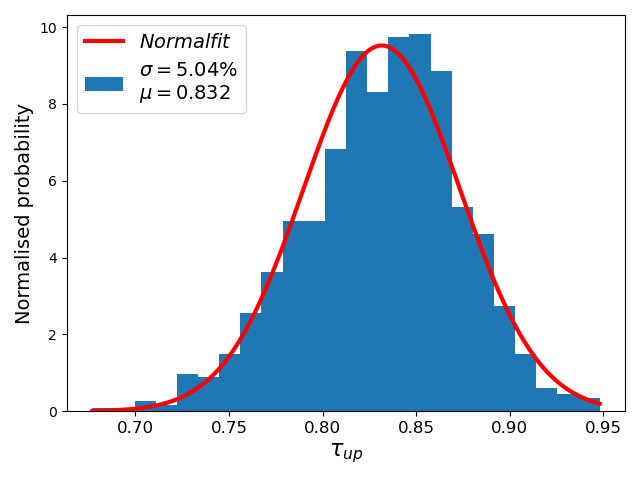 Normalfit
σ = 5.04%
μ = 0.832
Normalised probability
10
8
6
4
2
0
0.70 0.75 0.80 0.85 0.90 0.95
τup